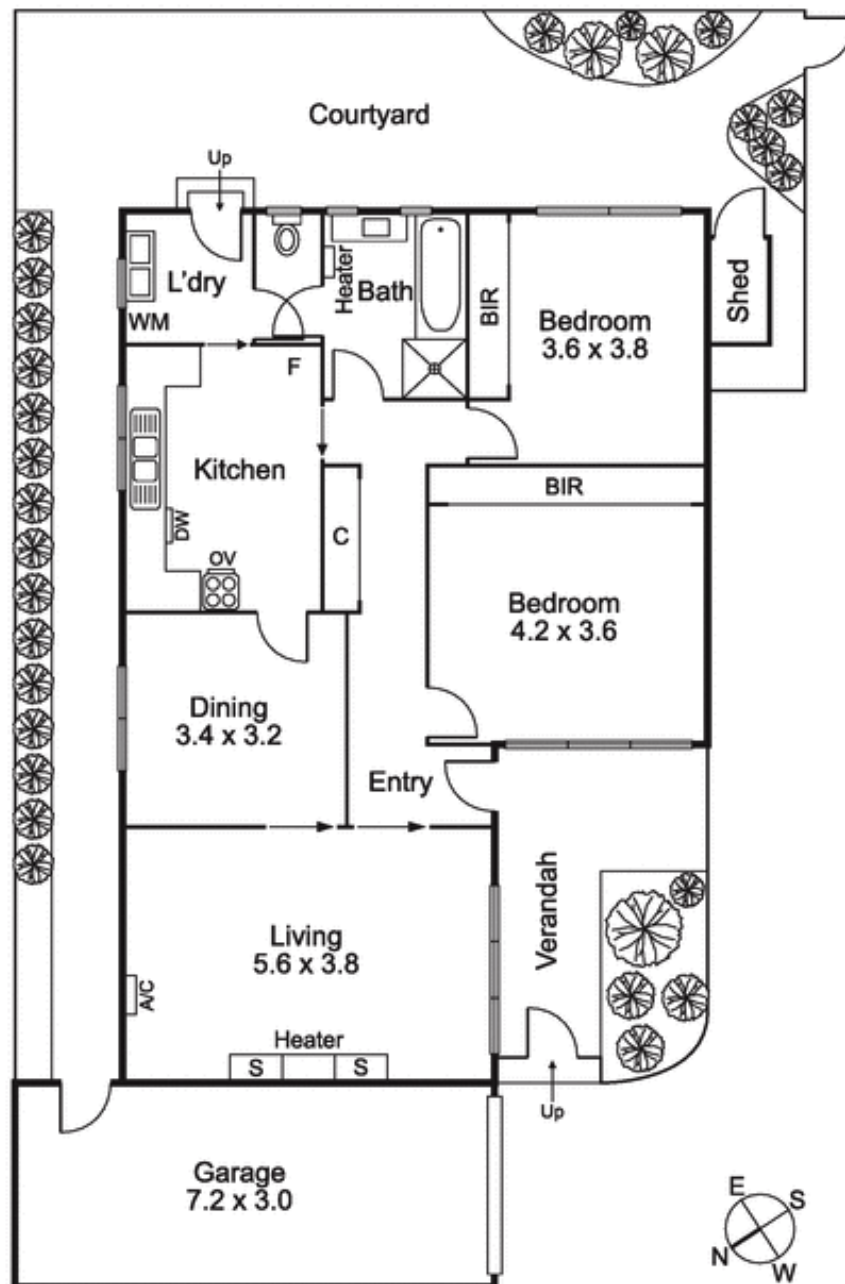 Courtyard
Up
L'dry
WM
Heater
Bath
BIR
Bedroom
3.6 x 3.8
Shed
F
Kitchen
DW
OV
C
BIR
Bedroom
4.2 x 3.6
Dining
3.4 x 3.2
Entry
Verandah
Living
5.6 x 3.8
A/C
Heater
S
S
Up
Garage
7.2 x 3.0
E
S
N
W